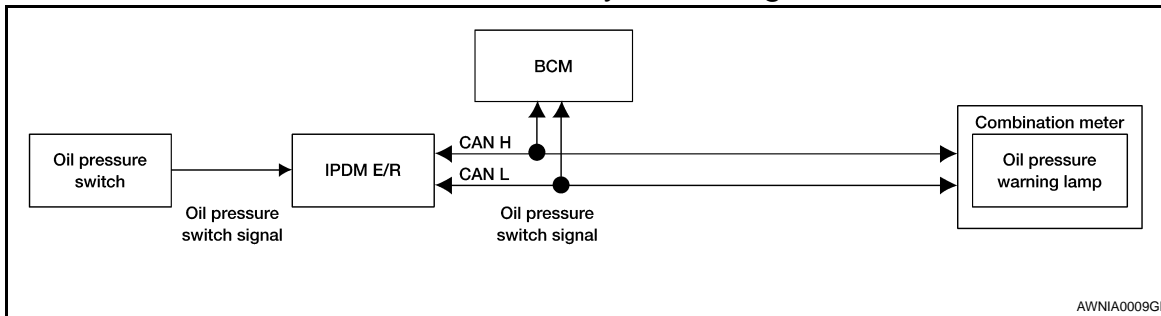 BCM
Combination meter
Oil pressure
switch
IPDM E/R
CAN H
CAN L
Oil pressure
warning lamp
Oil pressure
switch signal
Oil pressure
switch signal